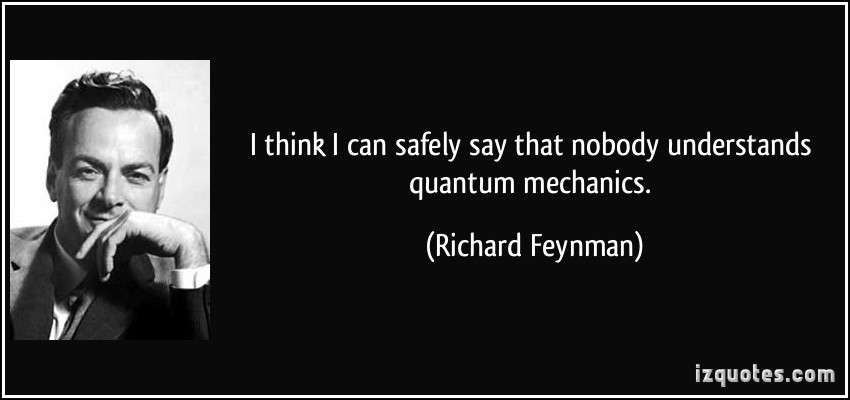 I think I can safely say that nobody understands
quantum mechanics.
(Richard Feynman)
izquotes.com